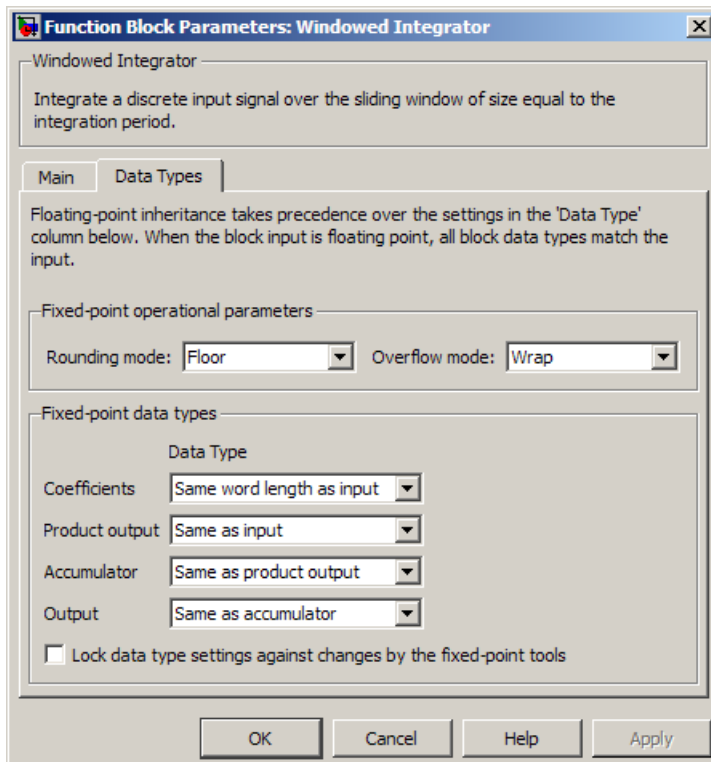 Function Block Parameters: Windowed Integrator
Windowed Integrator
Integrate a discrete input signal over the sliding window of size equal to the
integration period.
Main Data Types
Floating-point inheritance takes precedence over the settings in the 'Data Type'
column below. When the block input is floating point, all block data types match the
input.
Fixed-point operational parameters
Rounding mode: Floor Overflow mode: Wrap
Fixed-point data types
Data Type
Coefficients Same word length as input
Product output Same as input
Accumulator Same as product output
Output Same as accumulator
Lock data type settings against changes by the fixed-point tools
OK Cancel Help Apply